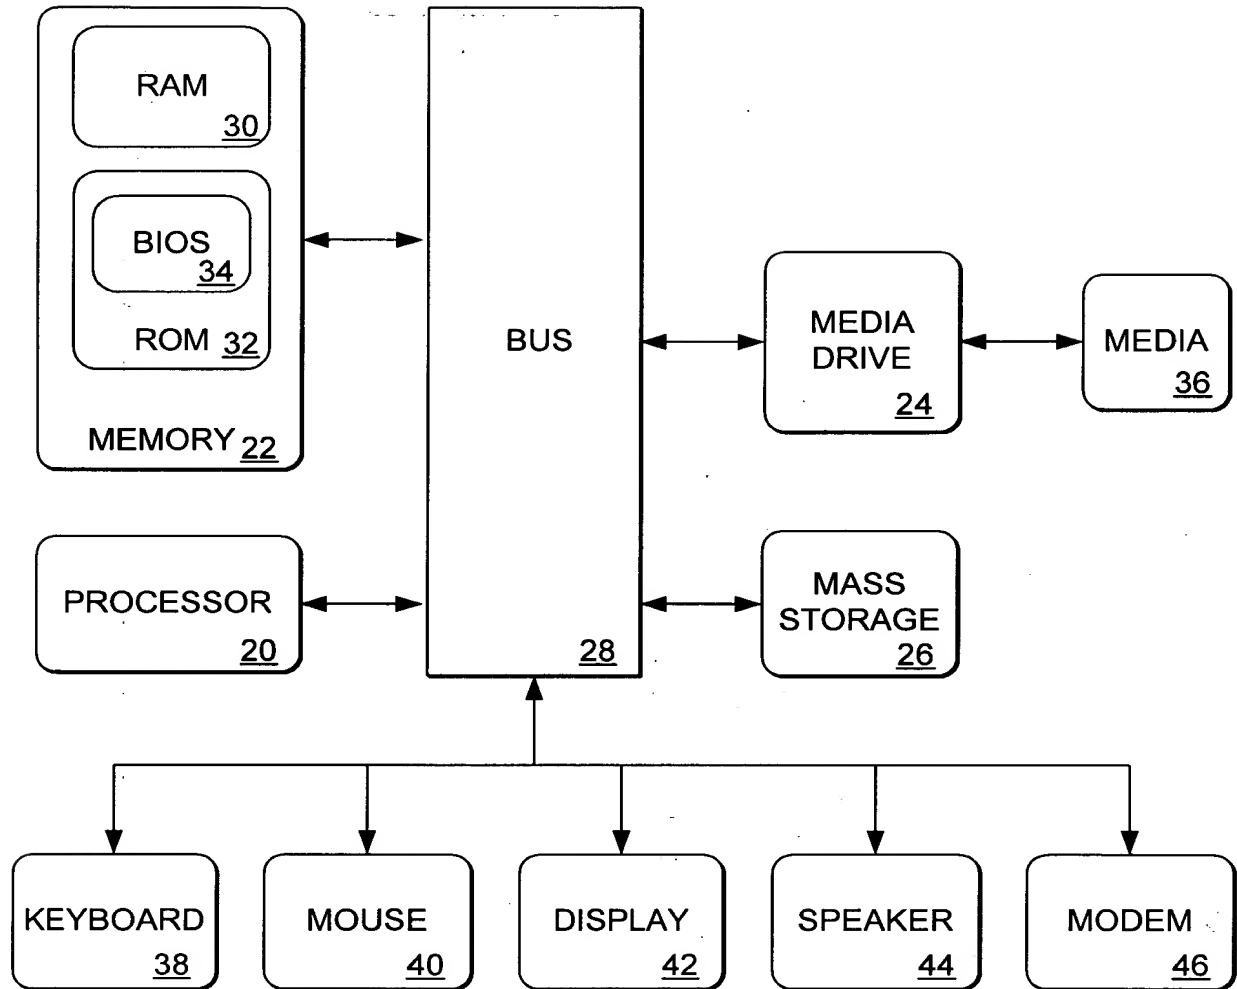 RAM
30
BIOS
34
ROM 32
MEMORY 22
BUS
28
MEDIA
DRIVE
24
MEDIA
36
PROCESSOR
20
MASS
STORAGE
26
KEYBOARD
38
MOUSE
40
DISPLAY
42
SPEAKER
44
MODEM
46